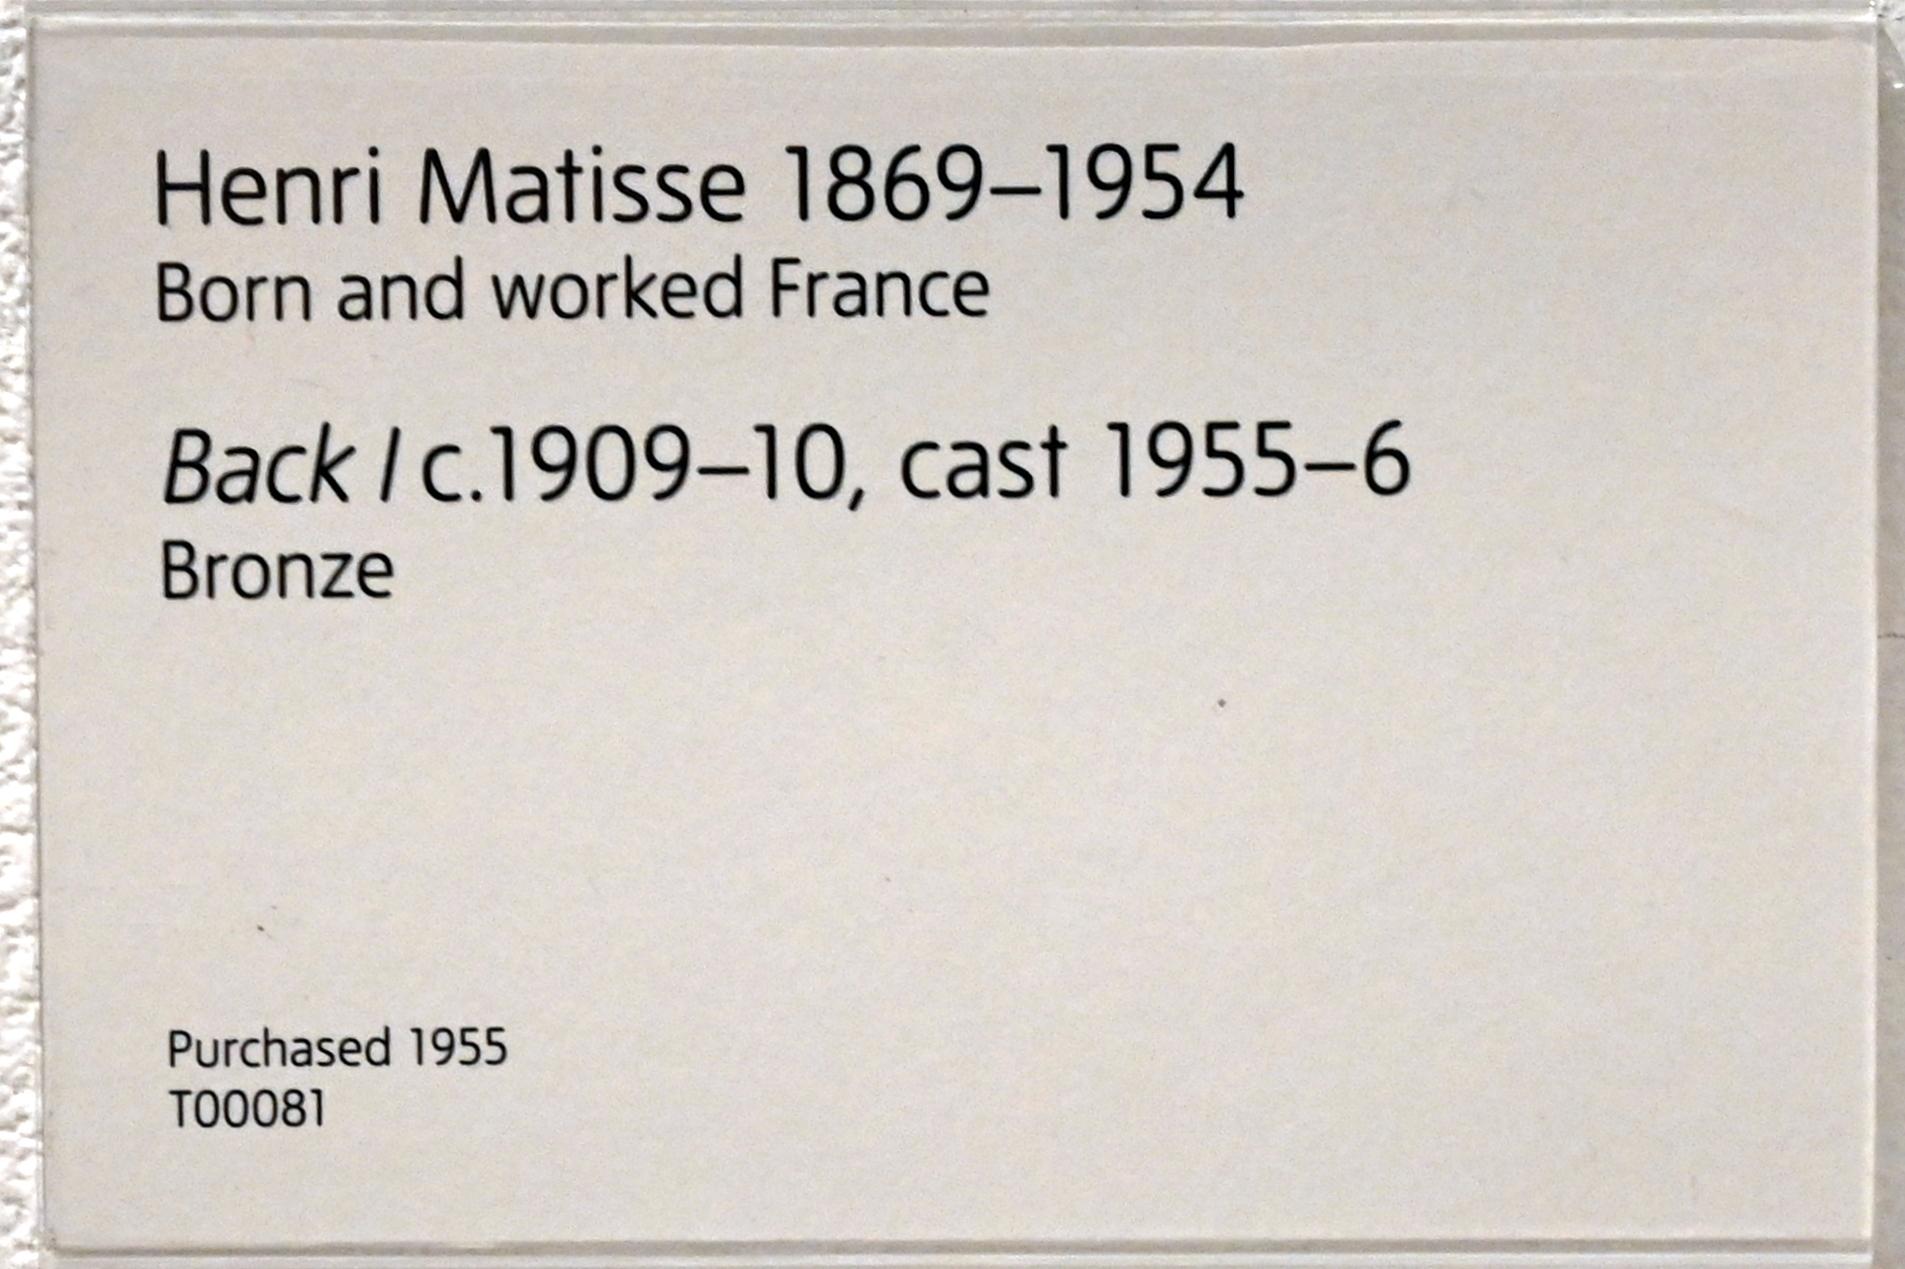 Henri Matisse 1869–1954
Born and worked France
Back I c.1909–10, cast 1955–6
Bronze
Purchased 1955
T00081